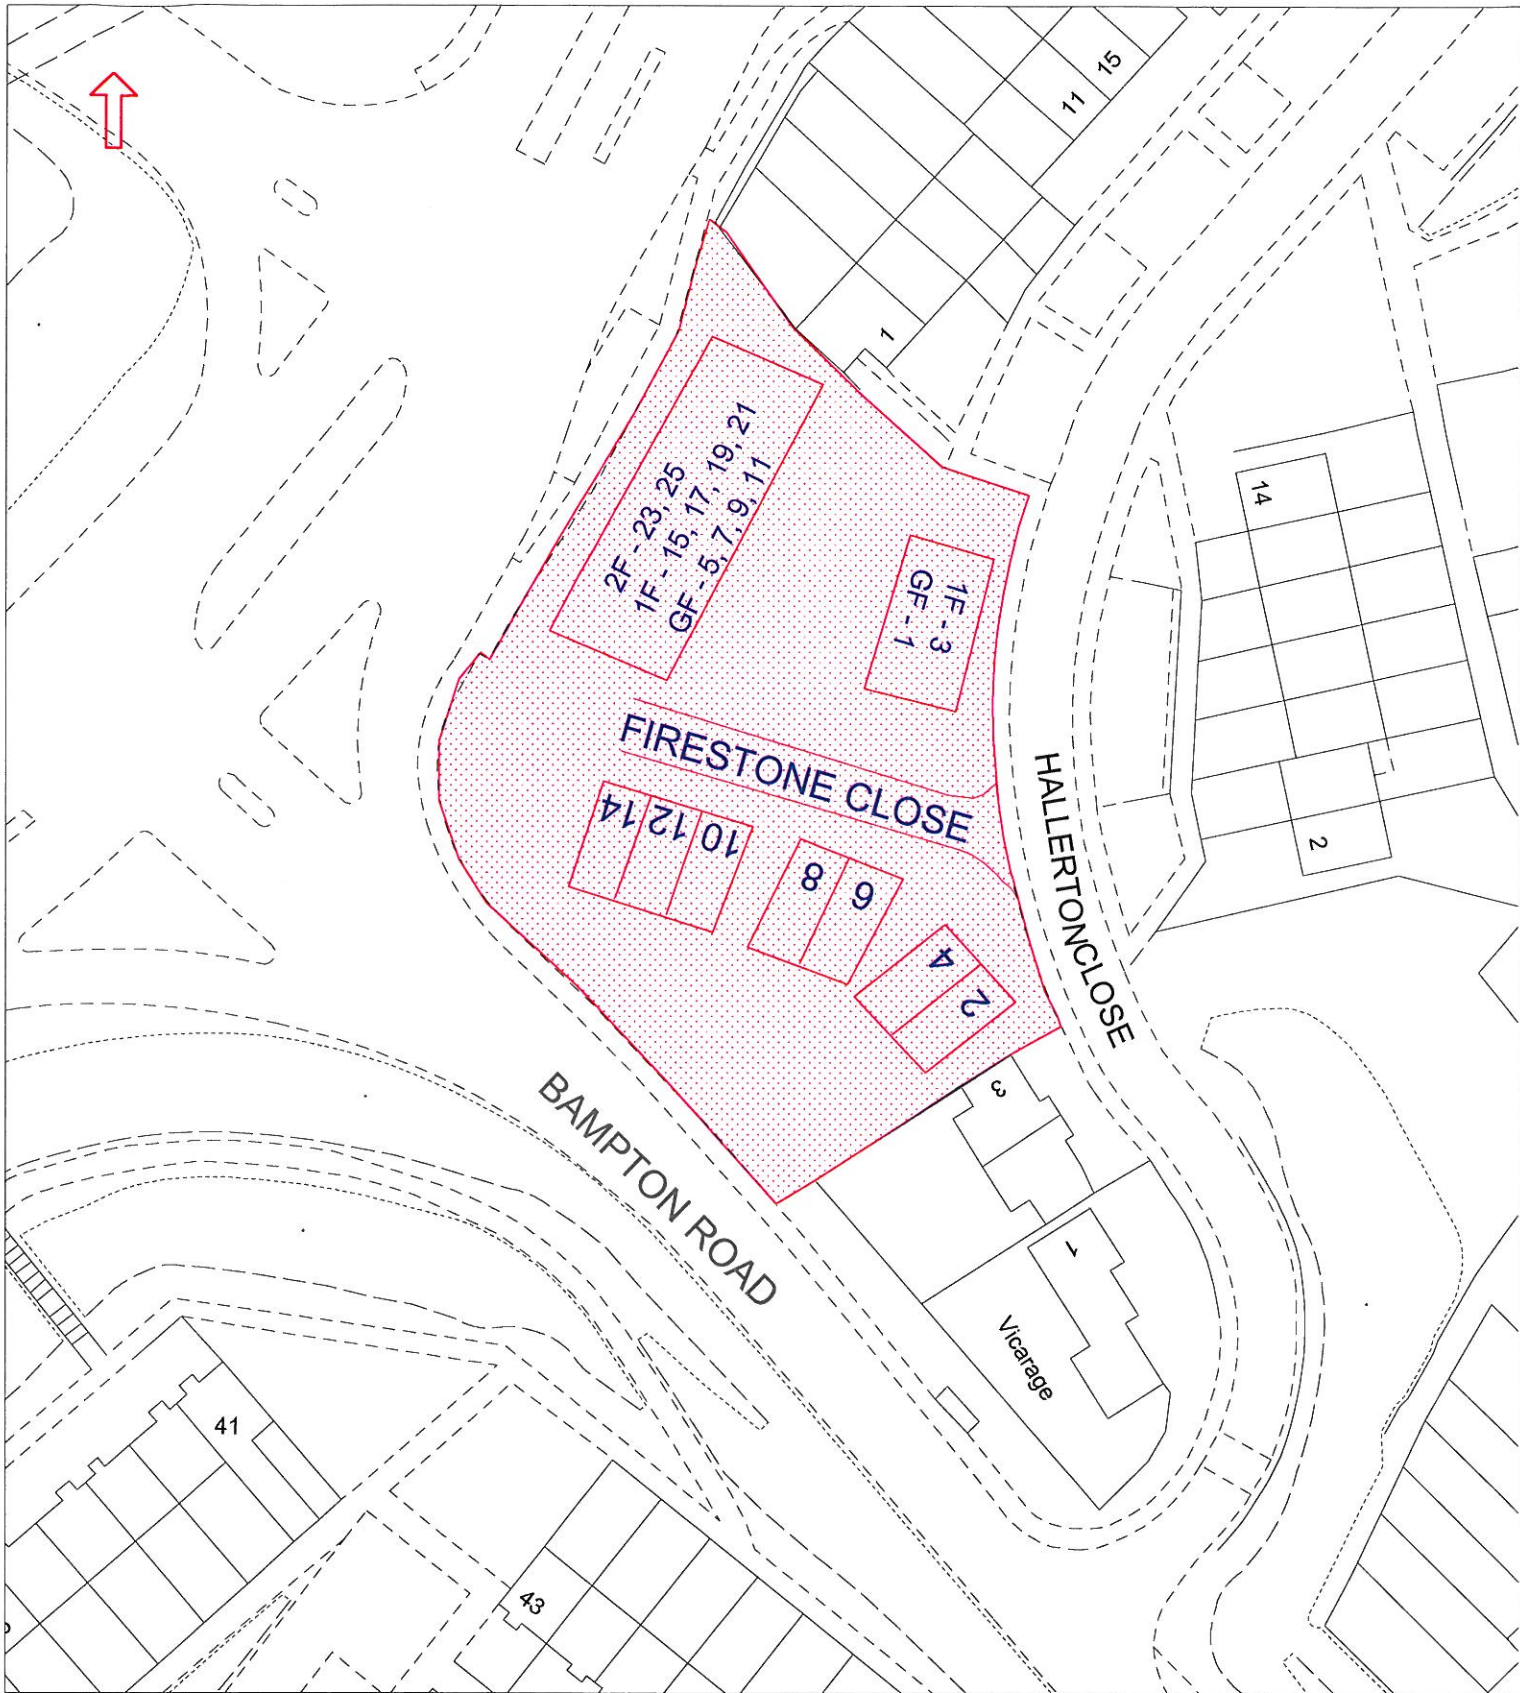 15
11
1
2F - 23, 25
1F - 15, 17, 19, 21
GF - 5, 7, 9, 11
1F - 3
GF - 1
14
FIRESTONE CLOSE
HALLERTONCLOSE
14
12
10
8
6
4
2
2
3
BAMPTON ROAD
1
Vicarage
41
43